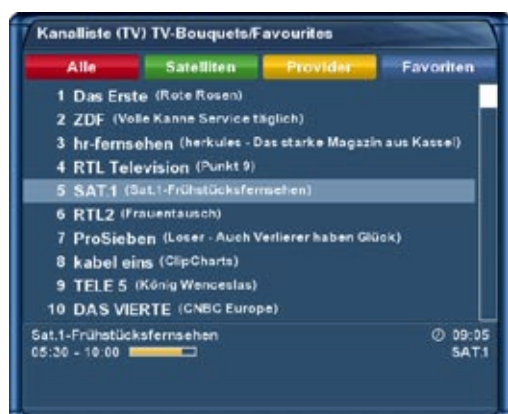 Kanalliste (TV) TV-Bouquets/Favourites
Alle Satelliten Provider Favoriten
1 Das Erste (Rote Rosen)
2 ZDF (Volle Kanne Service täglich)
3 hr-fernsehen (herkules - Das starke Magazin aus Kassel)
4 RTL Television (Punkt 9)
5 SAT.1 (Sat.1-Frühstücksfernsehen)
6 RTL2 (Frauentausch)
7 ProSieben (Loser - Auch Verlierer haben Glück)
8 kabel eins (ClipCharts)
9 TELE 5 (König Wenceslas)
10 DAS VIERTE (CNBC Europe)
Sat.1-Frühstücksfernsehen 09:05
05:30 - 10:00 SAT.1